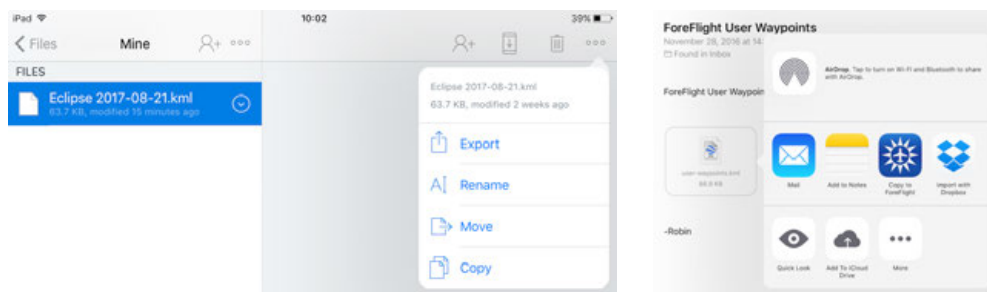 iPad
10:02
39%
Files
Mine
FILES
Eclipse 2017-08-21.kml
63.7 KB, modified 15 minutes ago
Eclipse 2017-08-21.kml
63.7 KB, modified 2 weeks ago
Export
Rename
Move
Copy
ForeFlight User Waypoints
November 28, 2016 at 14:
Found in Inbox
AirDrop. Tap to turn on Wi-Fi and Bluetooth to share
with AirDrop.
ForeFlight User Waypoin
user-waypoints.kml
Mail
Add to Notes
Copy to
ForeFlight
Import with
Dropbox
-Robin
Quick Look
Add To iCloud
Drive
More